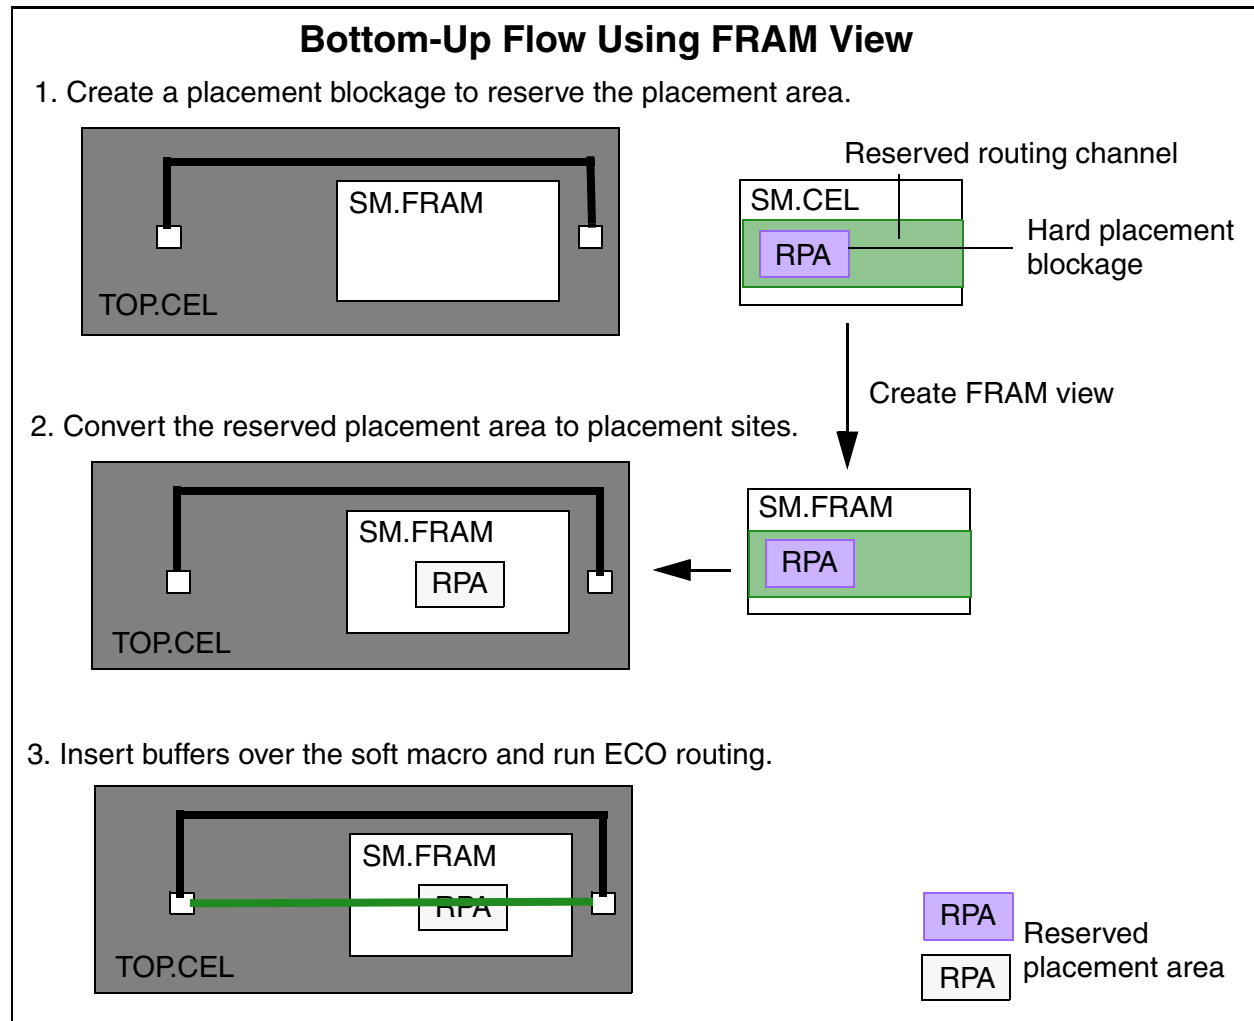 Bottom-Up Flow Using FRAM View
1. Create a placement blockage to reserve the placement area.
Reserved routing channel
SM.FRAM
SM.CEL
RPA
Hard placement
blockage
TOP.CEL
Create FRAM view
2. Convert the reserved placement area to placement sites.
SM.FRAM
RPA
TOP.CEL
SM.FRAM
RPA
3. Insert buffers over the soft macro and run ECO routing.
SM.FRAM
RPA
TOP.CEL
RPA
RPA
Reserved
placement area